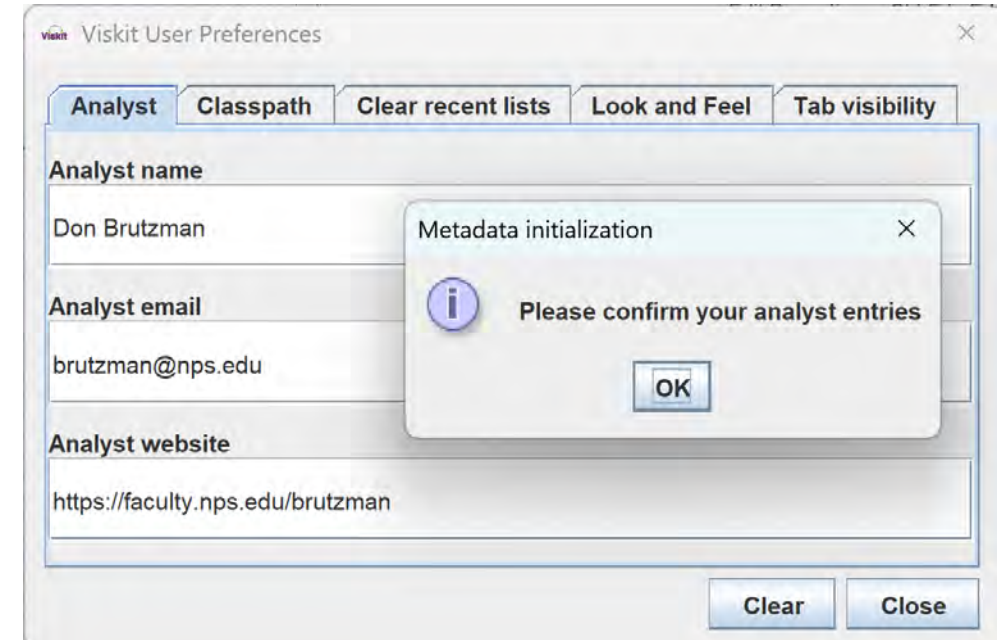 Viskit Viskit User Preferences
Analyst Classpath Clear recent lists Look and Feel Tab visibility
Analyst name
Don Brutzman
Metadada initialization
Please confirm your analyst entries
OK
Analyst email
brutzman@nps.edu
Analyst website
https://faculty.nps.edu/brutzman
Clear Close